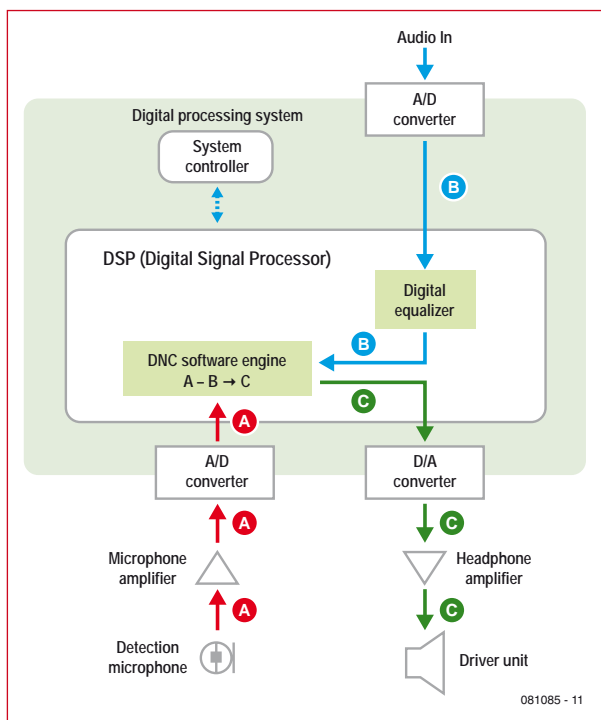 Audio In
A/D
converter
Digital processing system
System
controller
B
DSP (Digital Signal Processor)
Digital
equalizer
B
DNC software engine
A – B → C
C
A
A/D
converter
D/A
converter
A
C
Microphone
amplifier
Headphone
amplifier
A
C
Detection
microphone
Driver unit
081085 - 11